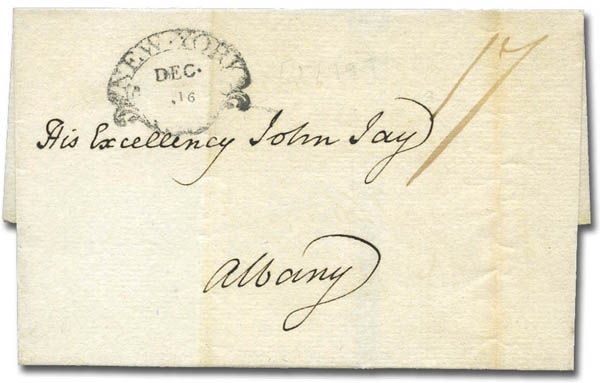 NEW·YORK
DEC·
16
17
His Excellency John Jay
Albany